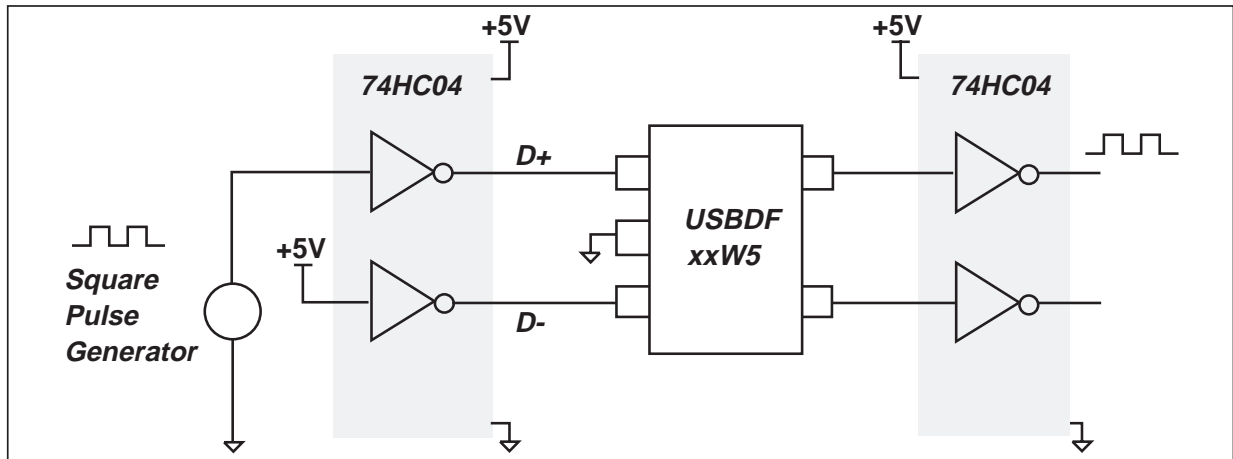 +5V
+5V
74HC04
74HC04
D+
USBDF
xxW5
+5V
Square
Pulse
Generator
D-